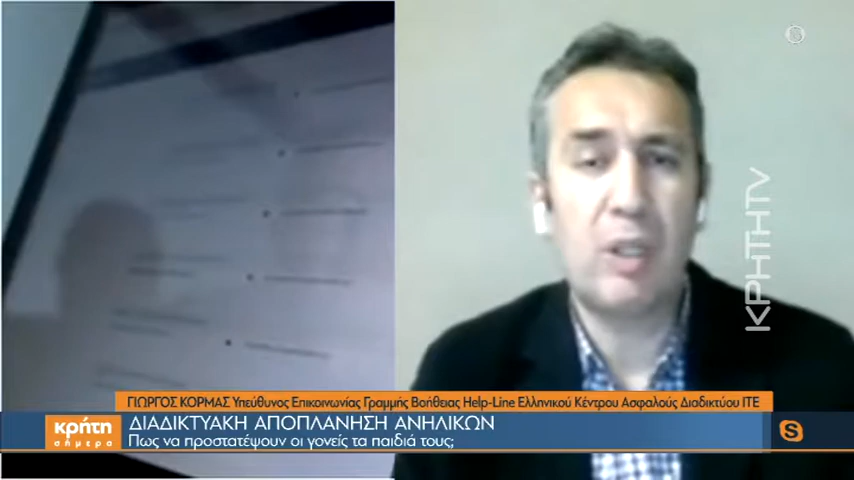 ΚΡΗΤΗTV
ΓΙΩΡΓΟΣ ΚΟΡΜΑΣ Υπεύθυνος Επικοινωνίας Γραμμής Βοήθειας Help-Line Ελληνικού Κέντρου Ασφαλούς Διαδικτύου ΙΤΕ
κρήτη
σήμερα
ΔΙΑΔΙΚΤΥΑΚΗ ΑΠΟΠΛΑΝΗΣΗ ΑΝΗΛΙΚΩΝ
Πως να προστατέψουν οι γονείς τα παιδιά τους;